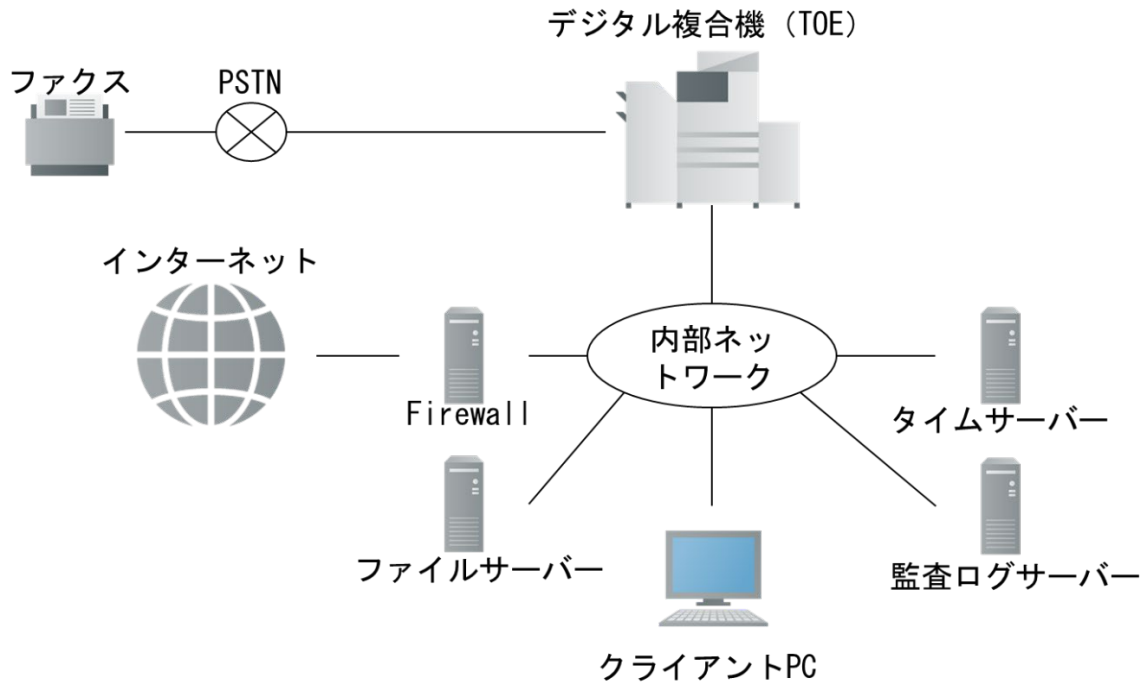 デジタル複合機（TOE）
ファクス
PSTN
インターネット
内部ネッ
トワーク
Firewall
タイムサーバー
ファイルサーバー
監査ログサーバー
クライアントPC